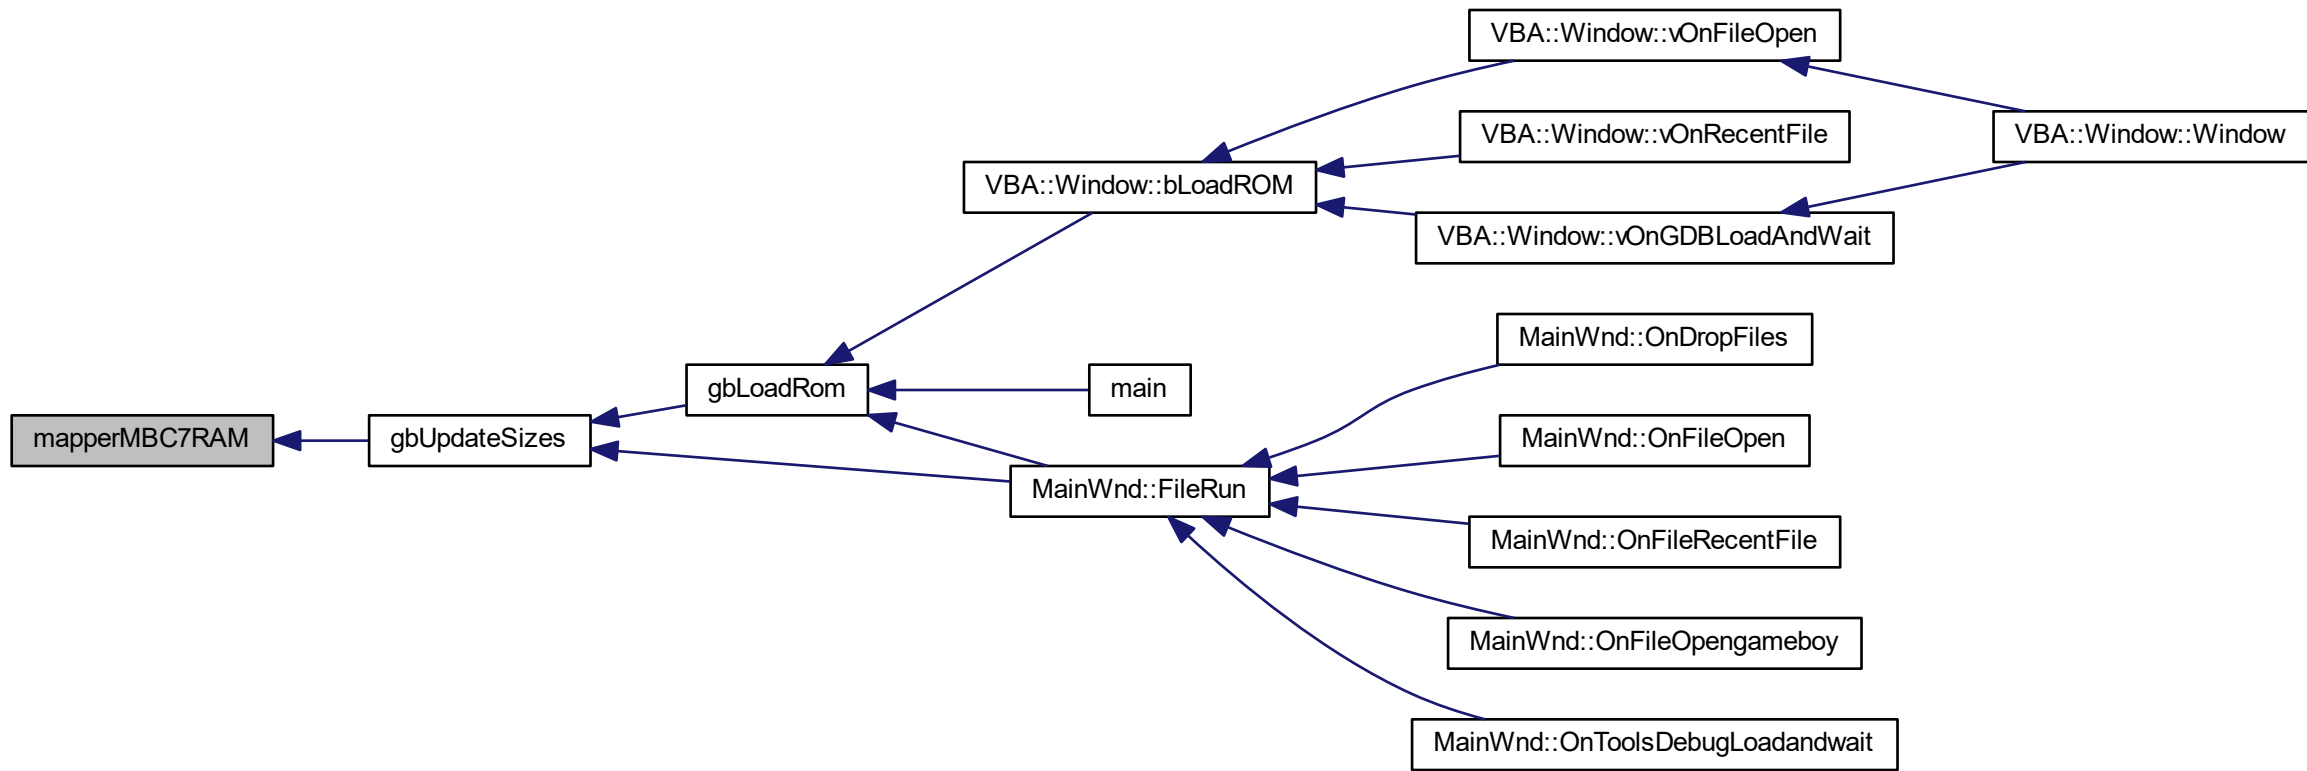 VBA::Window::vOnFileOpen
VBA::Window::vOnRecentFile
VBA::Window::Window
VBA::Window::bLoadROM
VBA::Window::vOnGDBLoadAndWait
MainWnd::OnDropFiles
gbLoadRom
main
mapperMBC7RAM
gbUpdateSizes
MainWnd::OnFileOpen
MainWnd::FileRun
MainWnd::OnFileRecentFile
MainWnd::OnFileOpengameboy
MainWnd::OnToolsDebugLoadandwait